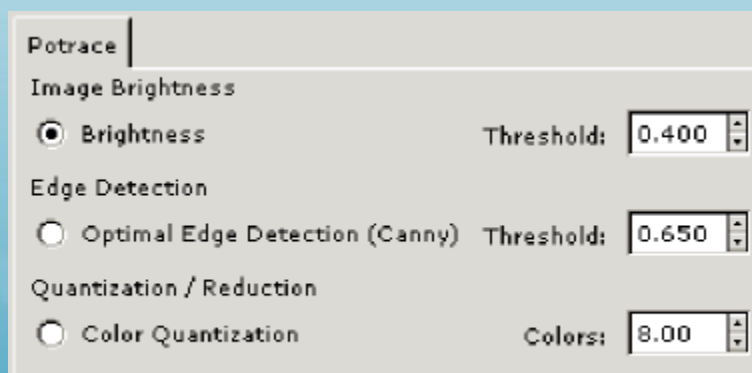 Potrace
Image Brightness
Brightness Threshold: 0.400
Edge Detection
Optimal Edge Detection (Canny) Threshold: 0.650
Quantization / Reduction
Color Quantization Colors: 8.00